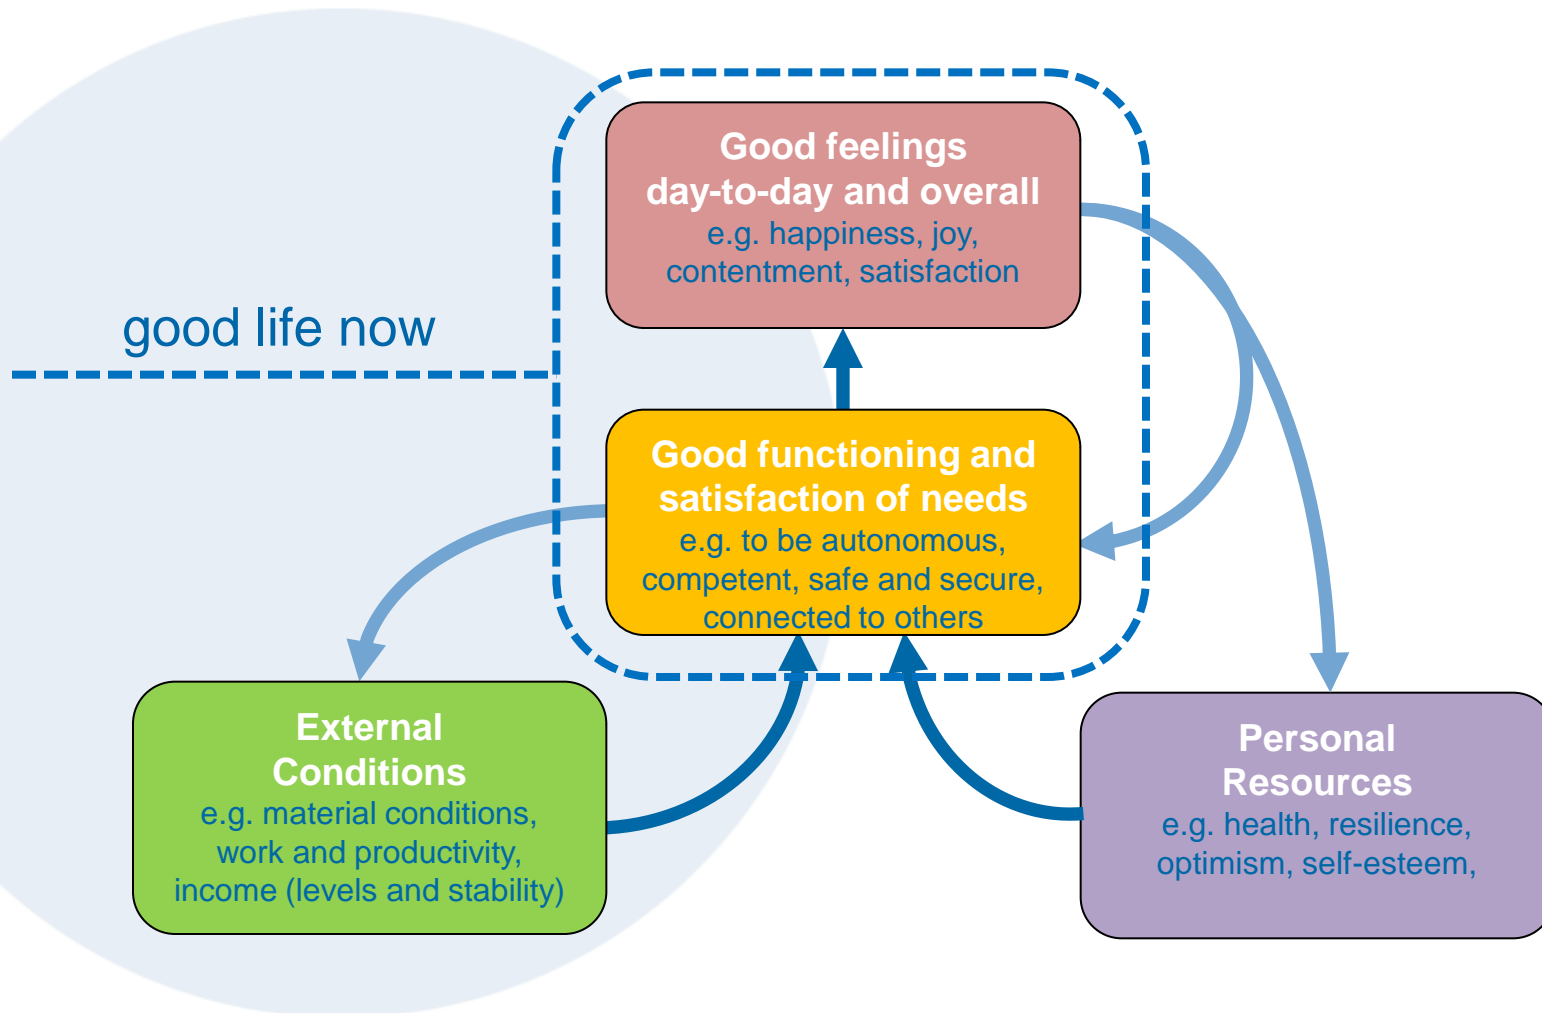 Good feelings
day-to-day and overall
e.g. happiness, joy,
contentment, satisfaction
good life now
Good functioning and
satisfaction of needs
e.g. to be autonomous,
competent, safe and secure,
connected to others
External
Conditions
e.g. material conditions,
work and productivity,
income (levels and stability)
Personal
Resources
e.g. health, resilience,
optimism, self-esteem,